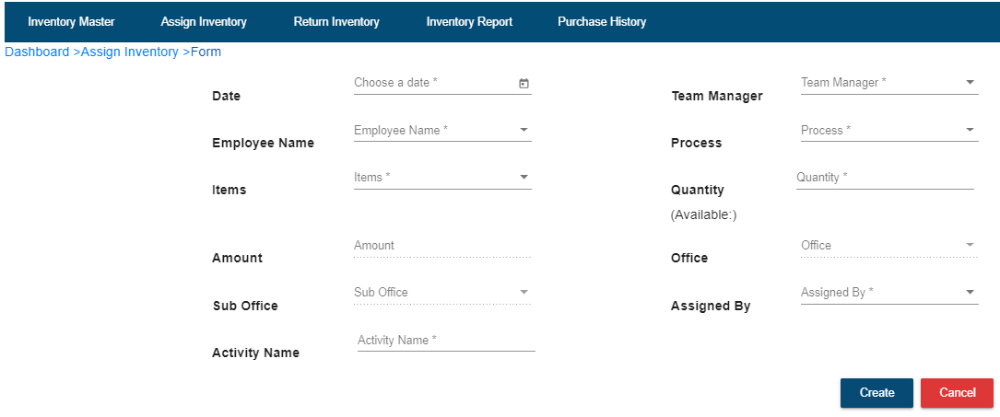 Inventory Master Assign Inventory Return Inventory Inventory Report Purchase History
Dashboard >Assign Inventory >Form
Date Choose a date * Team Manager Team Manager *
Employee Name Employee Name * Process Process *
Items Items * Quantity Quantity *
(Available:)
Amount Amount Office Office
Sub Office Sub Office Assigned By Assigned By *
Activity Name Activity Name *
Create Cancel